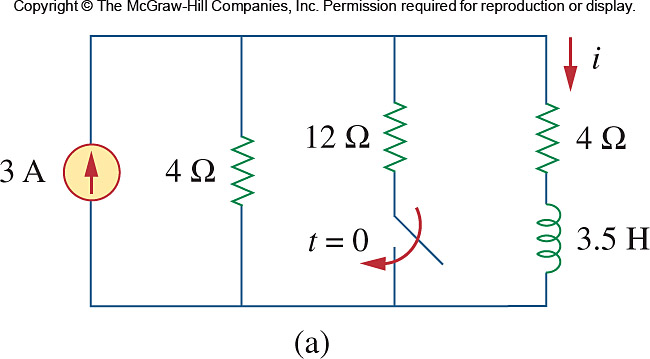 Copyright © The McGraw-Hill Companies, Inc. Permission required for reproduction or display.
i
12 Ω
4 Ω
3 A
4 Ω
t = 0
3.5 H
(a)